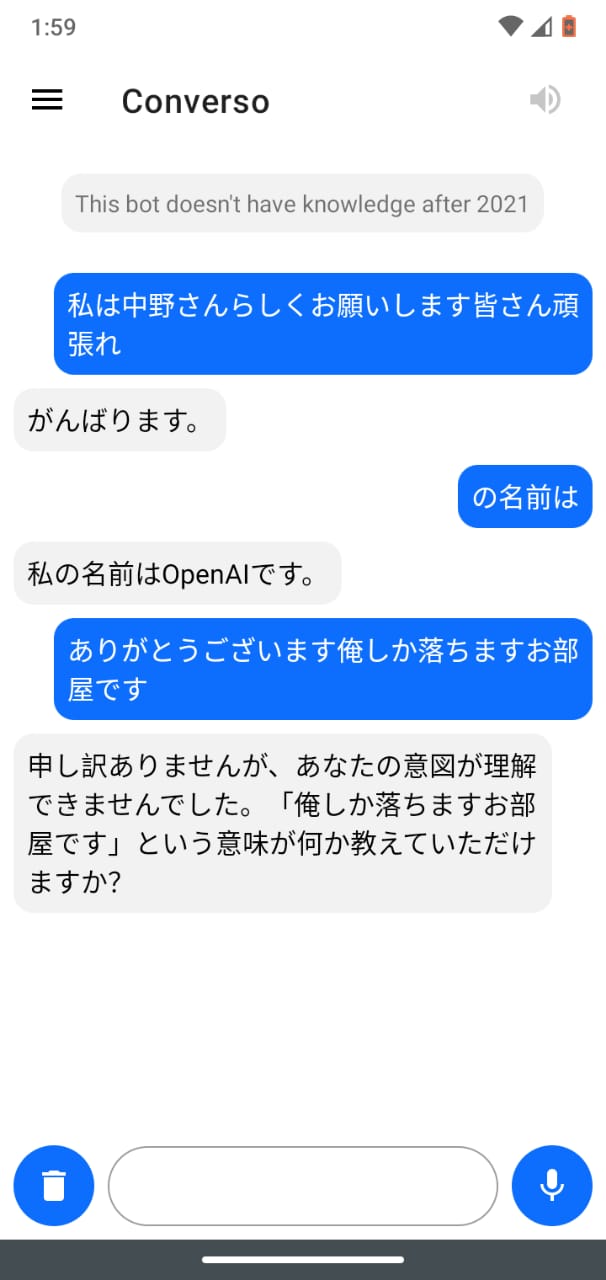 1:59
Converso
This bot doesn't have knowledge after 2021
私は中野さんらしくお願いします皆さん頑
張れ
がんばります。
の名前は
私の名前はOpenAIです。
ありがとうございます俺しか落ちますお部
屋です
申し訳ありませんが、あなたの意図が理解
できませんでした。「俺しか落ちますお部
屋です」という意味が何か教えていただけ
ますか?